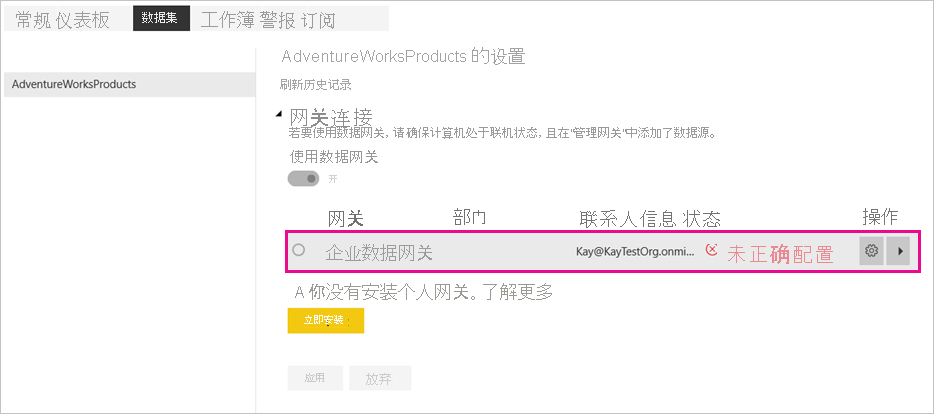 常规 仪表板 数据集 工作簿 警报 订阅
AdventureWorksProducts
AdventureWorksProducts 的设置
刷新历史记录
网关连接
若要使用数据网关, 请确保计算机处于联机状态, 且在"管理网关"中添加了数据源。
使用数据网关
开
网关 部门 联系人信息 状态 操作
企业数据网关 Kay@KayTestOrg.onmi... 未正确配置
A 你没有安装个人网关。了解更多
立即安装
应用 放弃